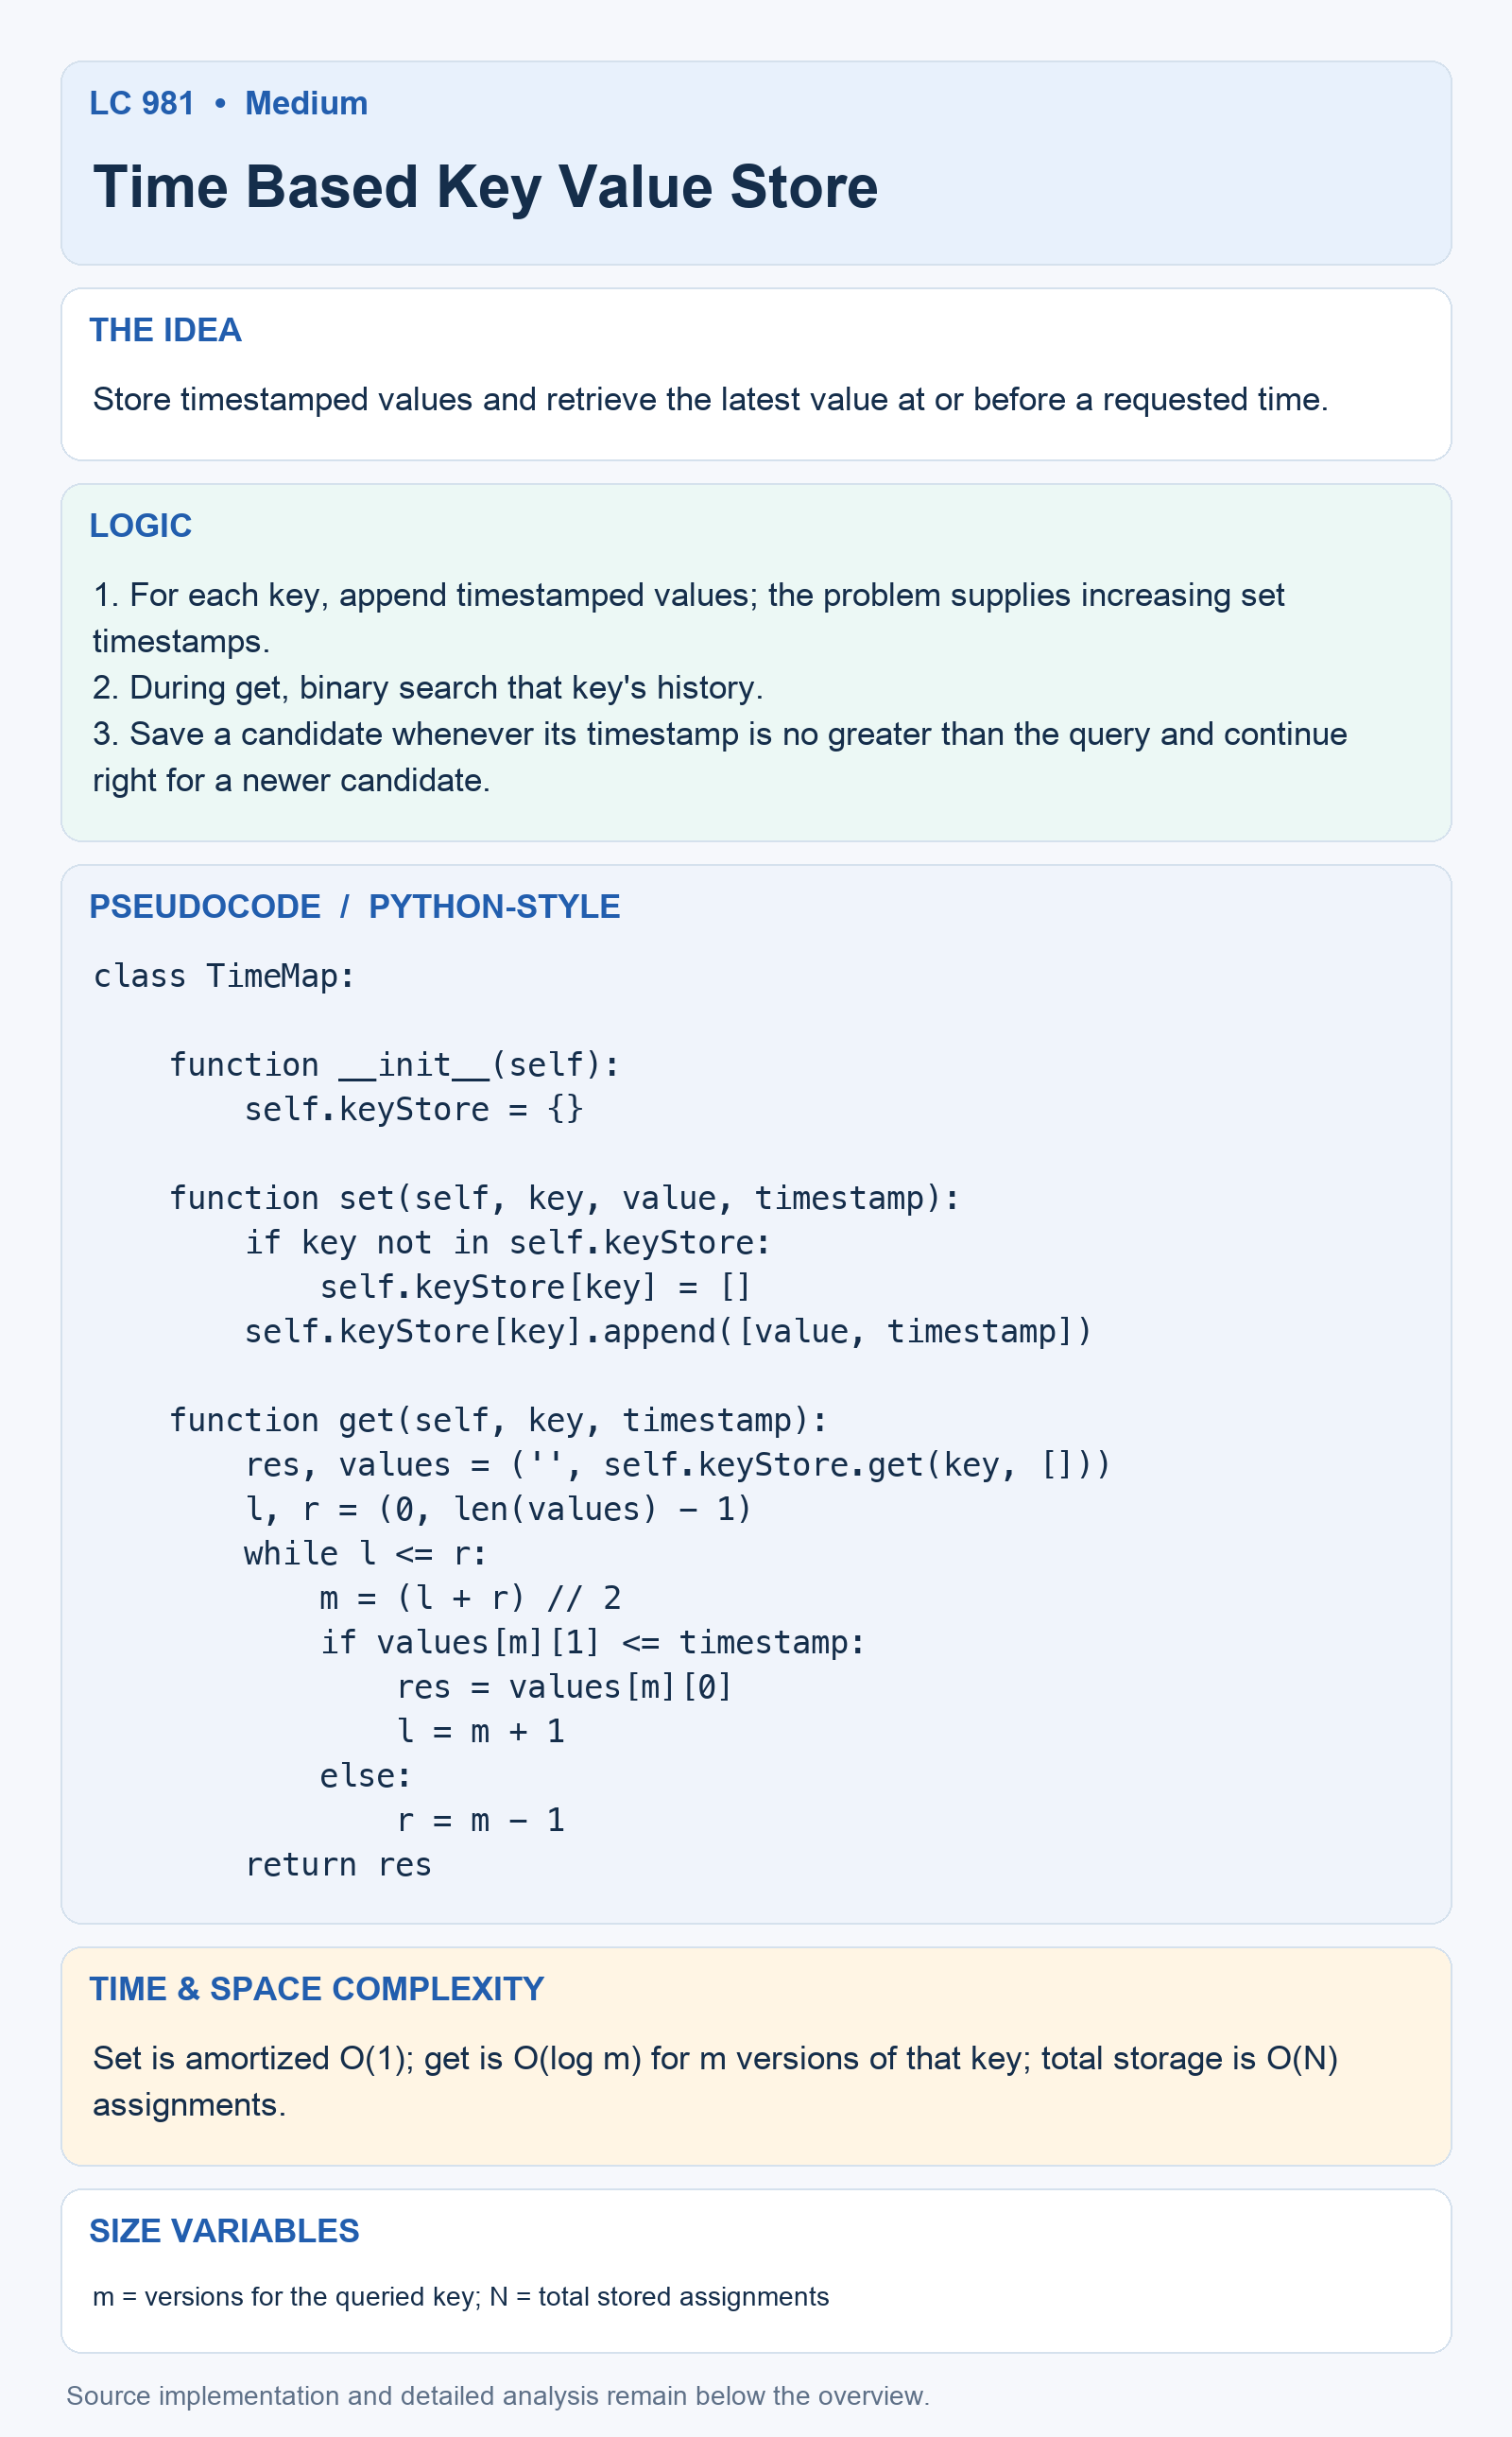 LC 981 • Medium
Time Based Key Value Store
THE IDEA
Store timestamped values and retrieve the latest value at or before a requested time.
LOGIC
1. For each key, append timestamped values; the problem supplies increasing set
timestamps.
2. During get, binary search that key's history.
3. Save a candidate whenever its timestamp is no greater than the query and continue
right for a newer candidate.
PSEUDOCODE / PYTHON-STYLE
class TimeMap:
    function __init__(self):
        self.keyStore = {}
    function set(self, key, value, timestamp):
        if key not in self.keyStore:
            self.keyStore[key] = []
        self.keyStore[key].append([value, timestamp])
    function get(self, key, timestamp):
        res, values = ('', self.keyStore.get(key, []))
        l, r = (0, len(values) − 1)
        while l <= r:
            m = (l + r) // 2
            if values[m][1] <= timestamp:
                res = values[m][0]
                l = m + 1
            else:
                r = m − 1
        return res
TIME & SPACE COMPLEXITY
Set is amortized O(1); get is O(log m) for m versions of that key; total storage is O(N)
assignments.
SIZE VARIABLES
m = versions for the queried key; N = total stored assignments
Source implementation and detailed analysis remain below the overview.